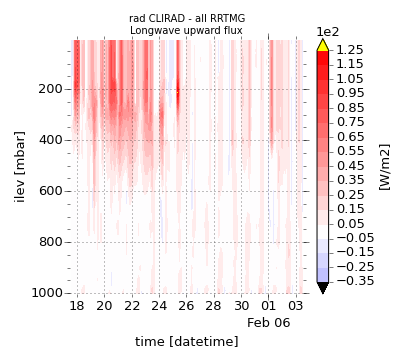 rad CLIRAD - all RRTMG
Longwave upward flux
1e2
1.25
1.15
1.05
0.95
0.85
0.75
0.65
0.55
0.45
0.35
0.25
0.15
0.05
−0.05
−0.15
−0.25
−0.35
[W/m2]
ilev [mbar]
200
400
600
800
1000
18 20 22 24 26 28 30 01 03
Feb 06
time [datetime]